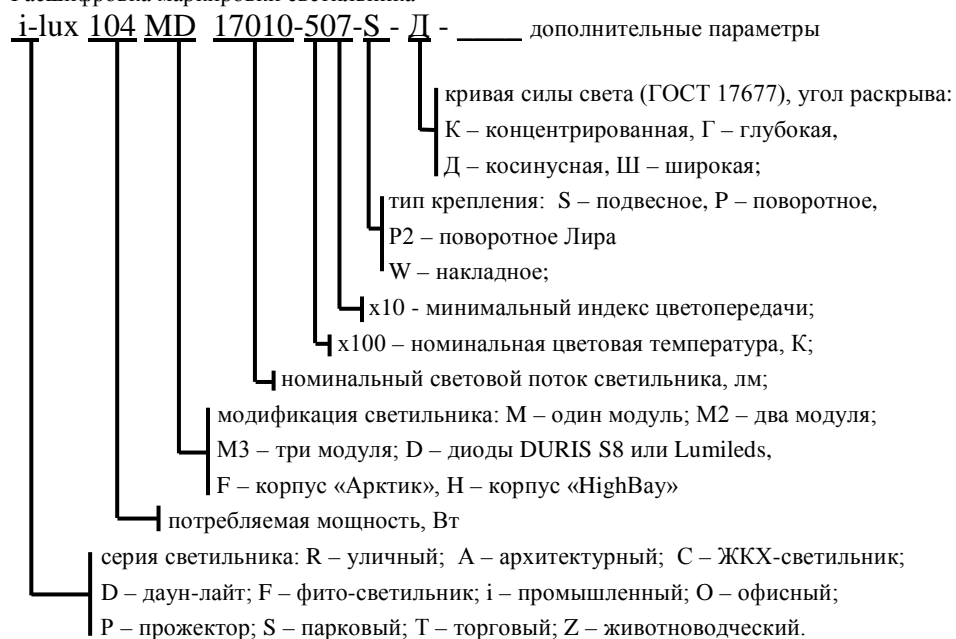 i-lux 104 MD 17010-507-S - Д - _____ дополнительные параметры
кривая силы света (ГОСТ 17677), угол раскрыва:
К – концентрированная, Г – глубокая,
Д – косинусная, Ш – широкая;
тип крепления: S – подвесное, P – поворотное,
P2 – поворотное Лира
W – накладное;
x10 - минимальный индекс цветопередачи;
x100 – номинальная цветовая температура, К;
номинальный световой поток светильника, лм;
модификация светильника: M – один модуль; M2 – два модуля;
M3 – три модуля; D – диоды DURIS S8 или Lumileds,
F – корпус «Арктик», H – корпус «HighBay»
потребляемая мощность, Вт
серия светильника: R – уличный; A – архитектурный; C – ЖКХ-светильник;
D – даун-лайт; F – фито-светильник; i – промышленный; O – офисный;
P – прожектор; S – парковый; T – торговый; Z – животноводческий.